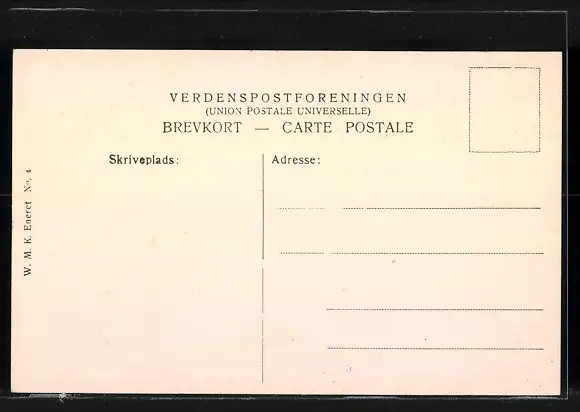 VERDENSPOSTFORENINGEN
(UNION POSTALE UNIVERSELLE)
BREVKORT — CARTE POSTALE
Skriveplads:
Adresse:
W. M. K. Eneret No. 4